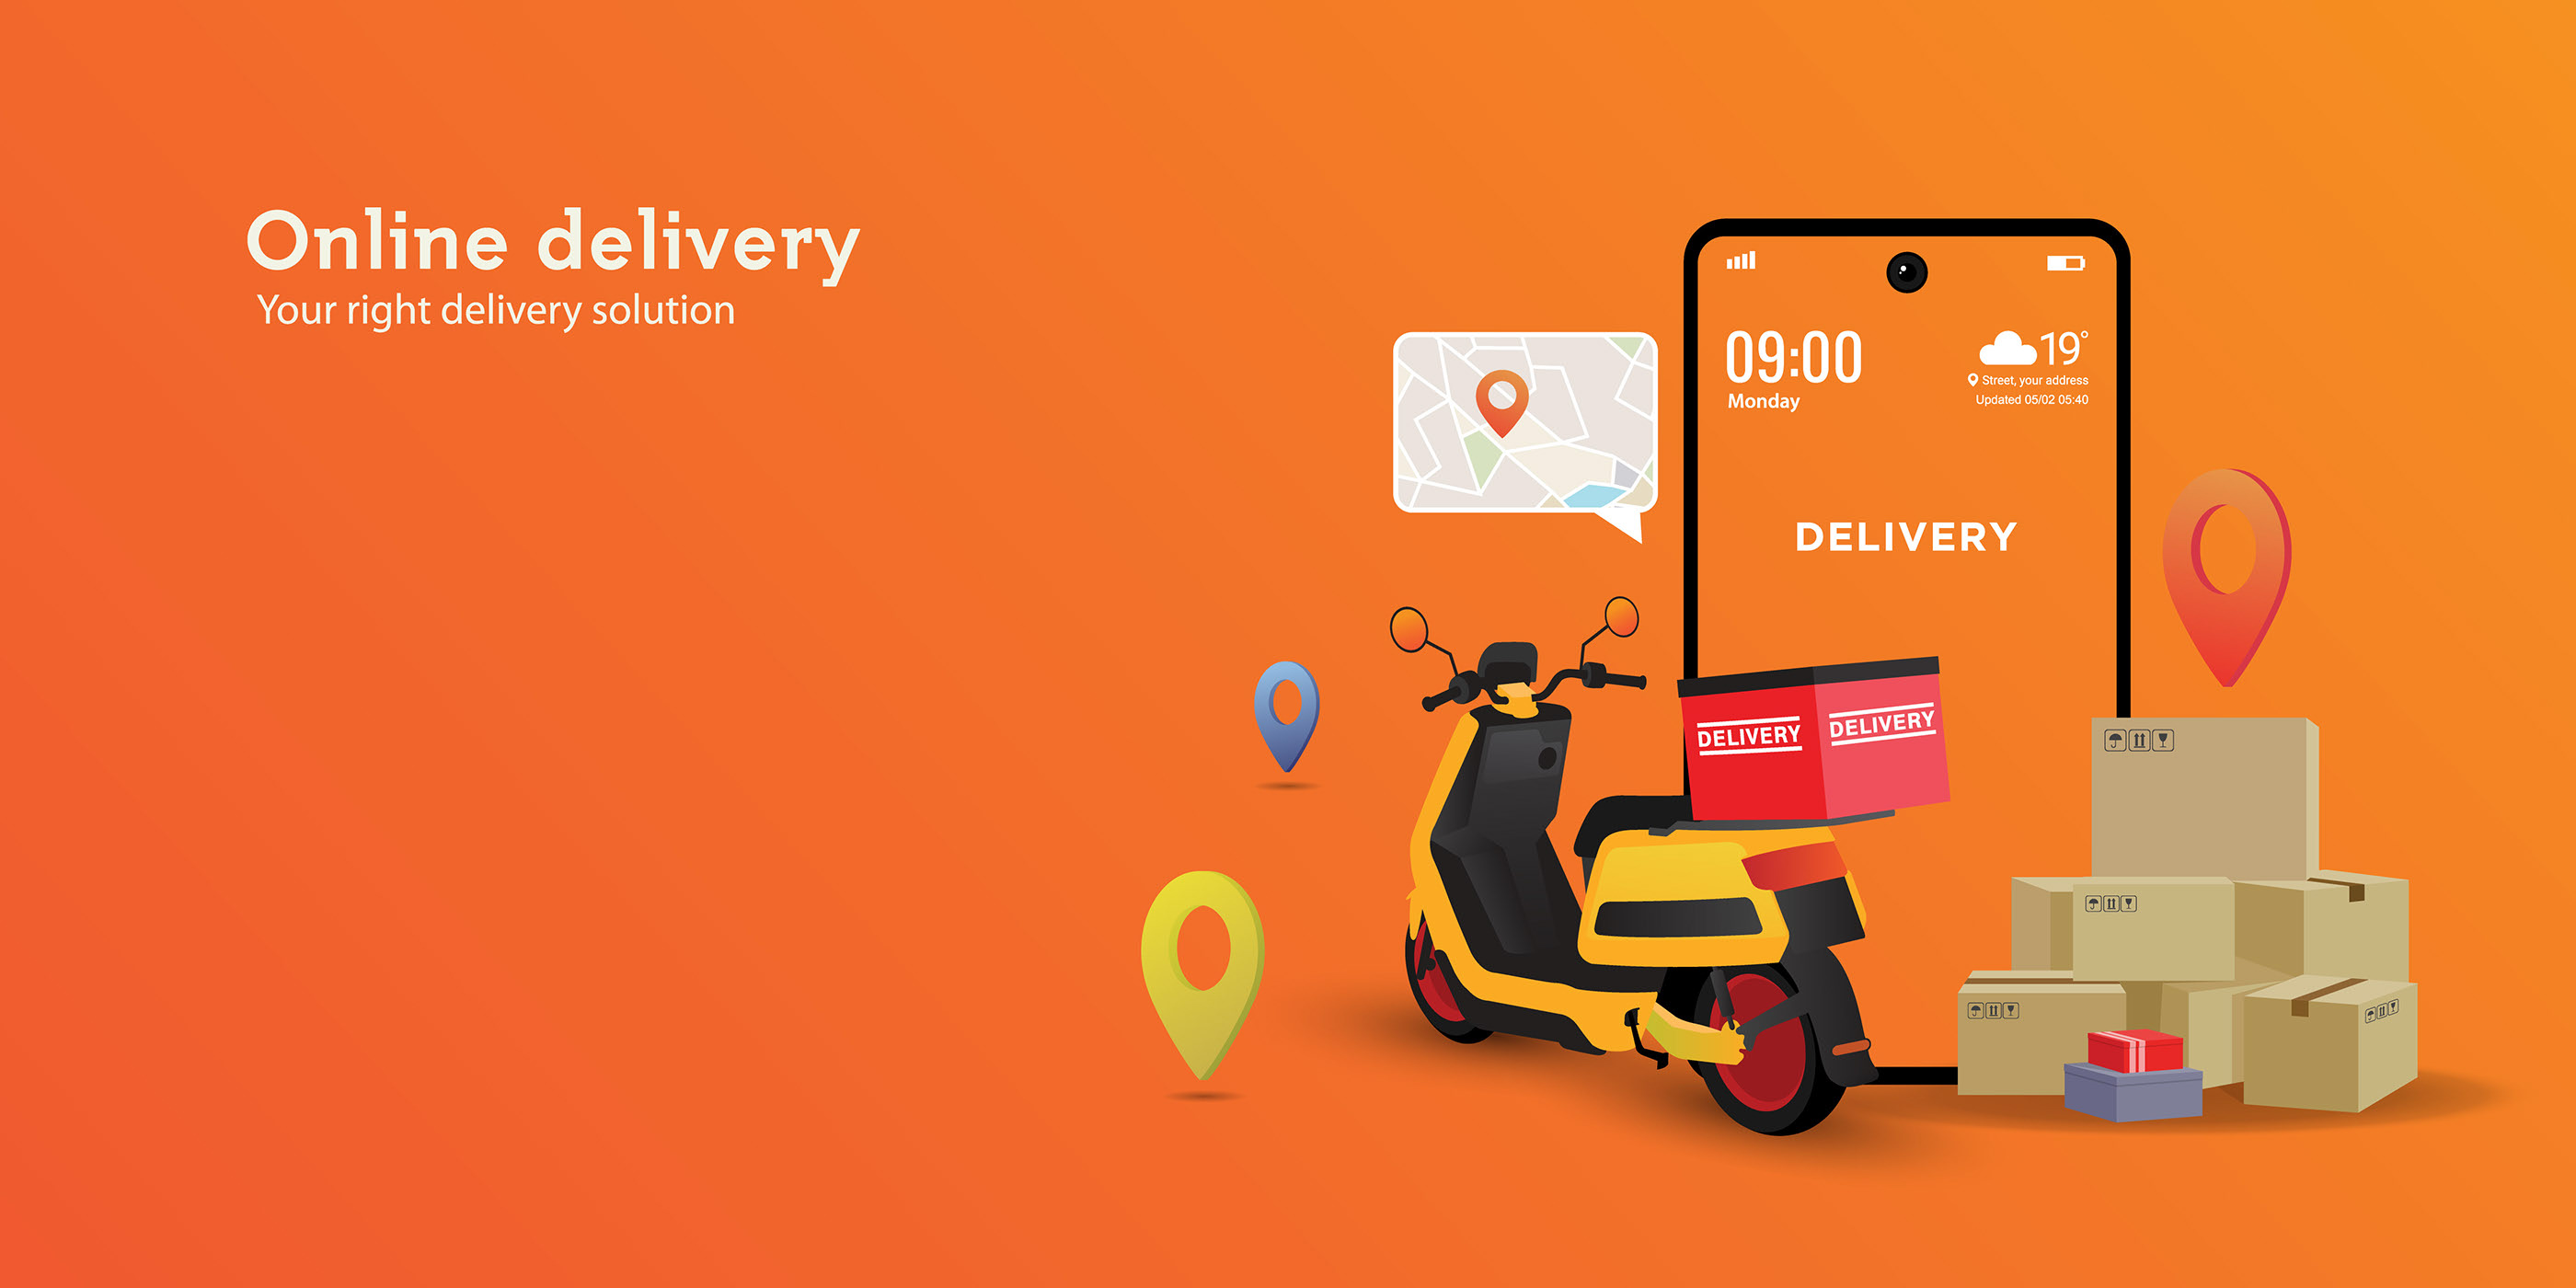 Online delivery
Your right delivery solution
09:00
Monday
19°
Street, your address
Updated 05/02 05:40
DELIVERY
DELIVERY
DELIVERY